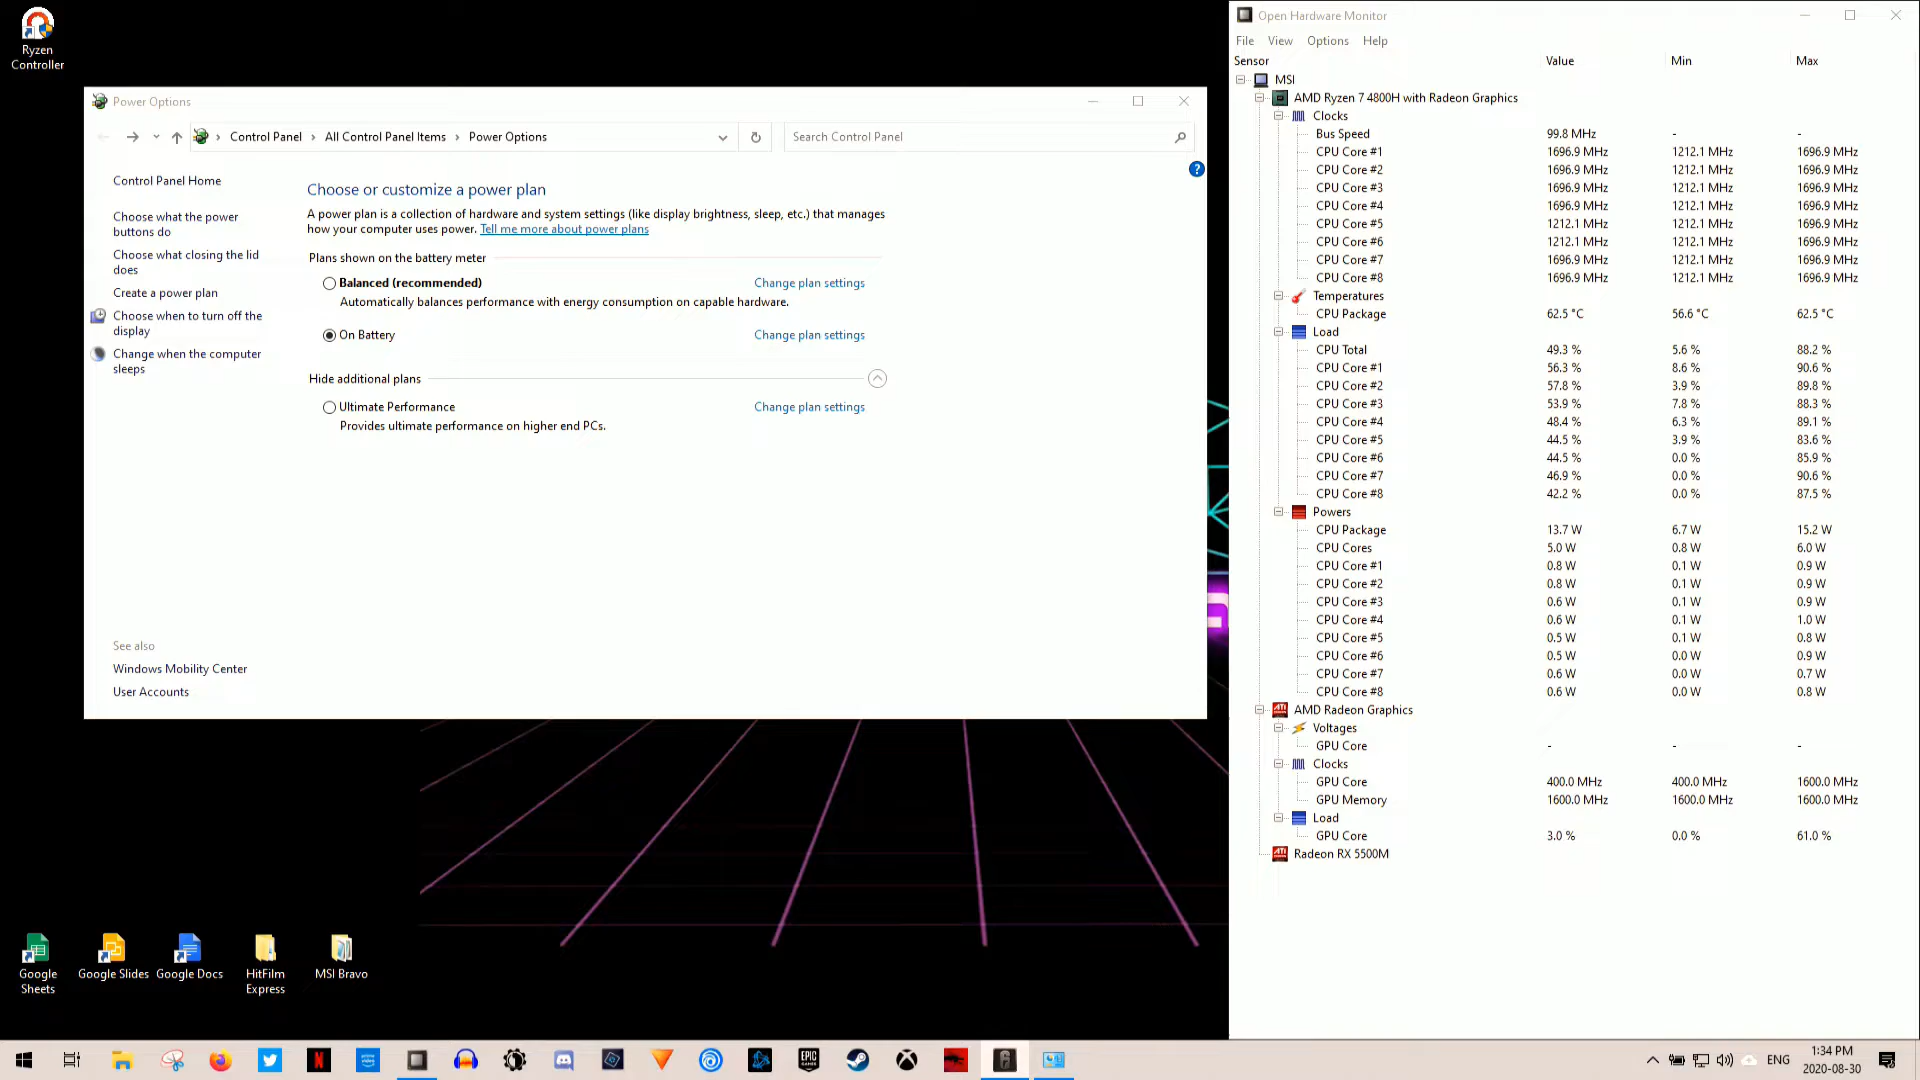 Ryzen
Controller
Power Options
Control Panel > All Control Panel Items > Power Options
Search Control Panel
Control Panel Home
Choose what the power
buttons do
Choose what closing the lid
does
Create a power plan
Choose when to turn off the
display
Change when the computer
sleeps
Choose or customize a power plan
A power plan is a collection of hardware and system settings (like display brightness, sleep, etc.) that manages
how your computer uses power. Tell me more about power plans
Plans shown on the battery meter
Balanced (recommended) Change plan settings
Automatically balances performance with energy consumption on capable hardware.
On Battery Change plan settings
Hide additional plans
Ultimate Performance Change plan settings
Provides ultimate performance on higher end PCs.
See also
Windows Mobility Center
User Accounts
Open Hardware Monitor
File View Options Help
Sensor Value Min Max
MSI
AMD Ryzen 7 4800H with Radeon Graphics
Clocks
Bus Speed 99.8 MHz - -
CPU Core #1 1696.9 MHz 1212.1 MHz 1696.9 MHz
CPU Core #2 1696.9 MHz 1212.1 MHz 1696.9 MHz
CPU Core #3 1696.9 MHz 1212.1 MHz 1696.9 MHz
CPU Core #4 1696.9 MHz 1212.1 MHz 1696.9 MHz
CPU Core #5 1212.1 MHz 1212.1 MHz 1696.9 MHz
CPU Core #6 1212.1 MHz 1212.1 MHz 1696.9 MHz
CPU Core #7 1696.9 MHz 1212.1 MHz 1696.9 MHz
CPU Core #8 1696.9 MHz 1212.1 MHz 1696.9 MHz
Temperatures
CPU Package 62.5 °C 56.6 °C 62.5 °C
Load
CPU Total 49.3 % 5.6 % 88.2 %
CPU Core #1 56.3 % 8.6 % 90.6 %
CPU Core #2 57.8 % 3.9 % 89.8 %
CPU Core #3 53.9 % 7.8 % 88.3 %
CPU Core #4 48.4 % 6.3 % 89.1 %
CPU Core #5 44.5 % 3.9 % 83.6 %
CPU Core #6 44.5 % 0.0 % 85.9 %
CPU Core #7 46.9 % 0.0 % 90.6 %
CPU Core #8 42.2 % 0.0 % 87.5 %
Powers
CPU Package 13.7 W 6.7 W 15.2 W
CPU Cores 5.0 W 0.8 W 6.0 W
CPU Core #1 0.8 W 0.1 W 0.9 W
CPU Core #2 0.8 W 0.1 W 0.9 W
CPU Core #3 0.6 W 0.1 W 0.9 W
CPU Core #4 0.6 W 0.1 W 1.0 W
CPU Core #5 0.5 W 0.1 W 0.8 W
CPU Core #6 0.5 W 0.0 W 0.9 W
CPU Core #7 0.6 W 0.0 W 0.7 W
CPU Core #8 0.6 W 0.0 W 0.8 W
AMD Radeon Graphics
Voltages
GPU Core - - -
Clocks
GPU Core 400.0 MHz 400.0 MHz 1600.0 MHz
GPU Memory 1600.0 MHz 1600.0 MHz 1600.0 MHz
Load
GPU Core 3.0 % 0.0 % 61.0 %
Radeon RX 5500M
Google
Sheets
Google Slides
Google Docs
HitFilm
Express
MSI Bravo
EPIC
ENG
1:34 PM
2020-08-30